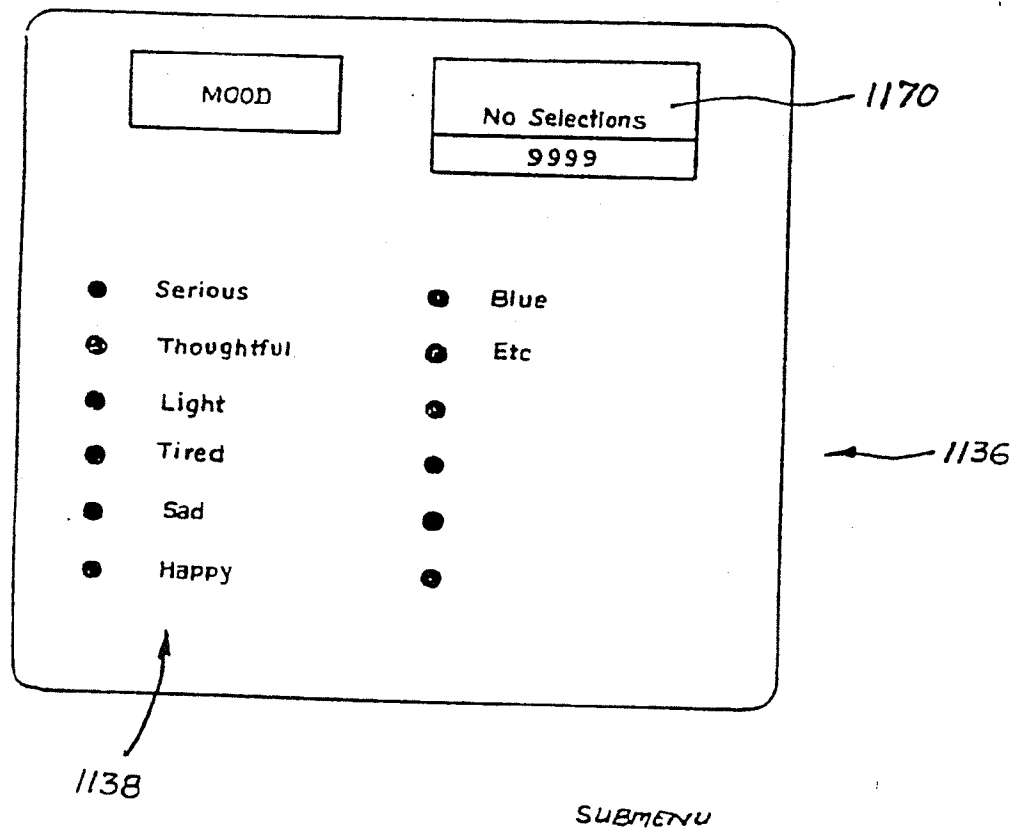 MOOD
No Selections
9999
1170
Serious
Thoughtful
Light
Tired
Sad
Happy
Blue
Etc
1136
1138
SUBMENU